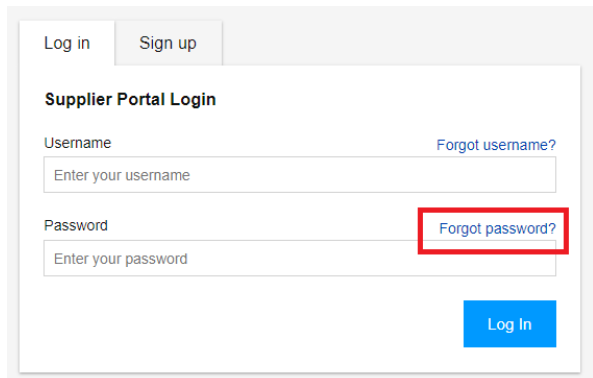 Log in
Sign up
Supplier Portal Login
Username
Forgot username?
Enter your username
Password
Forgot password?
Enter your password
Log In